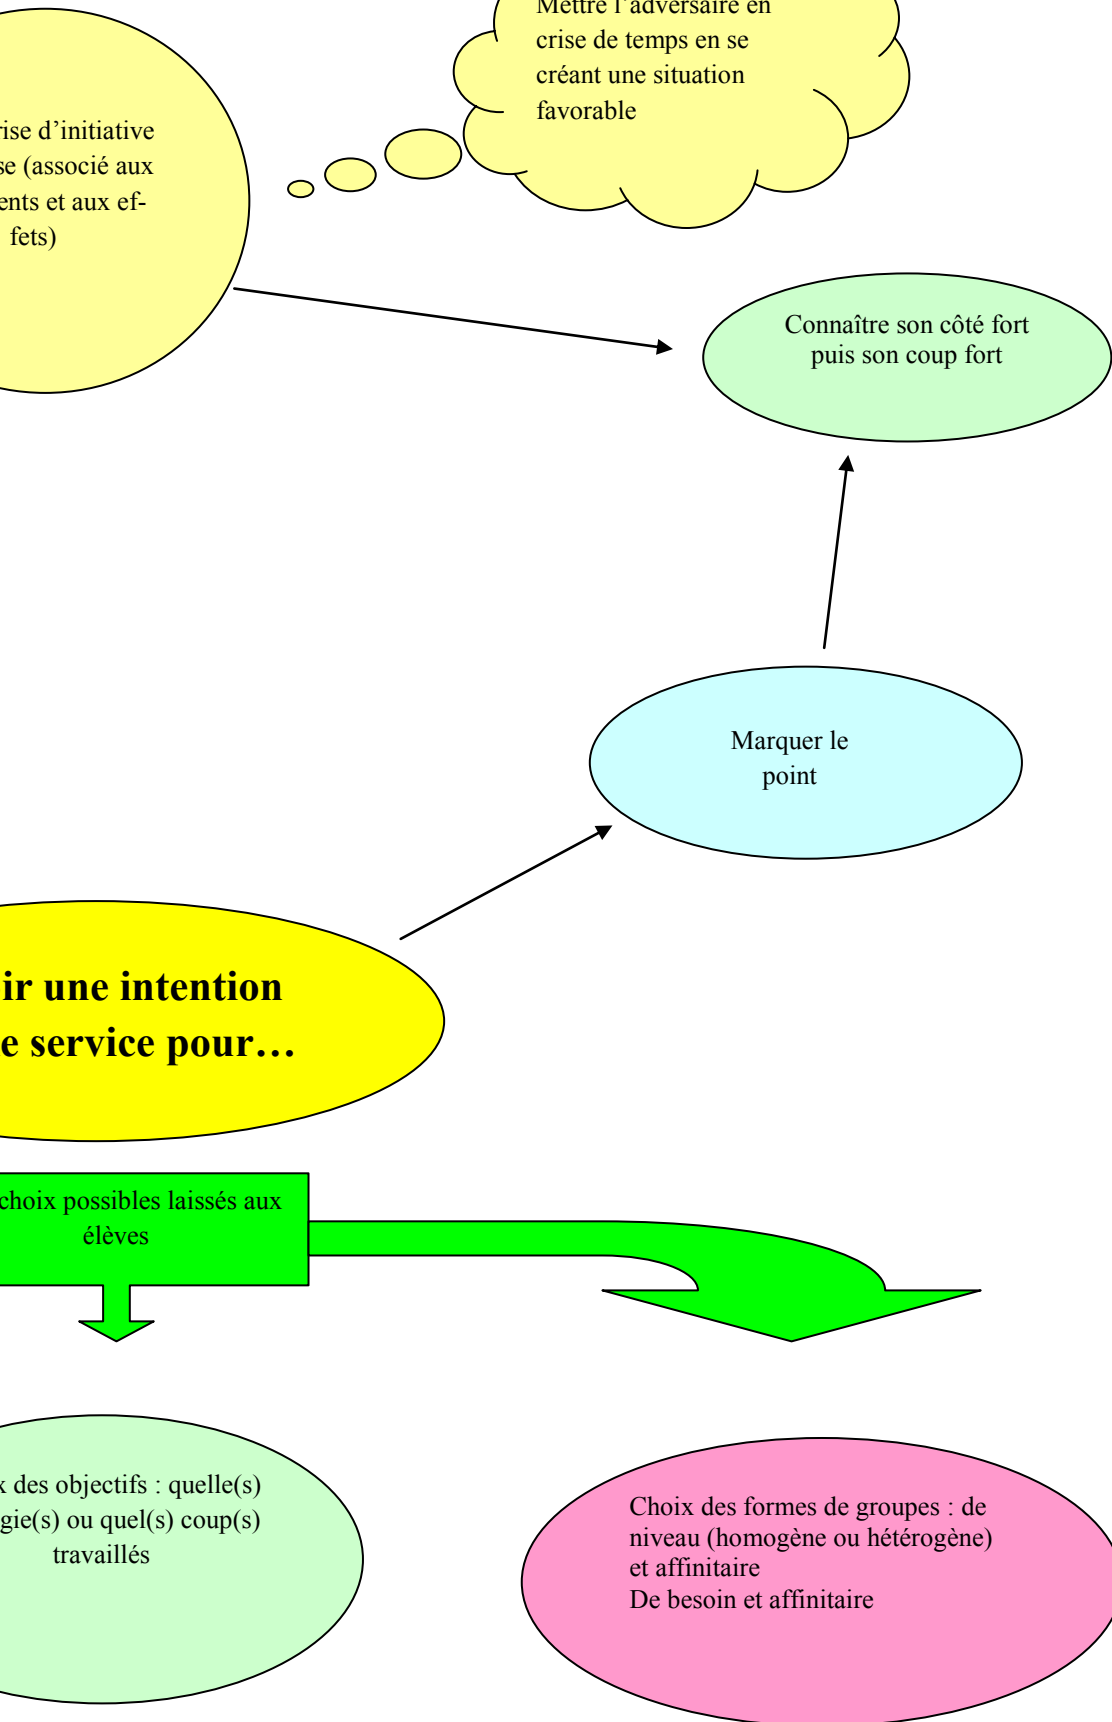 Mettre l’adversaire en
crise de temps en se
créant une situation
favorable
rise d’initiative
se (associé aux
ents et aux ef-
fets)
Connaître son côté fort
puis son coup fort
Marquer le
point
ir une intention
e service pour…
choix possibles laissés aux
élèves
x des objectifs : quelle(s)
gie(s) ou quel(s) coup(s)
travaillés
Choix des formes de groupes : de
niveau (homogène ou hétérogène)
et affinitaire
De besoin et affinitaire